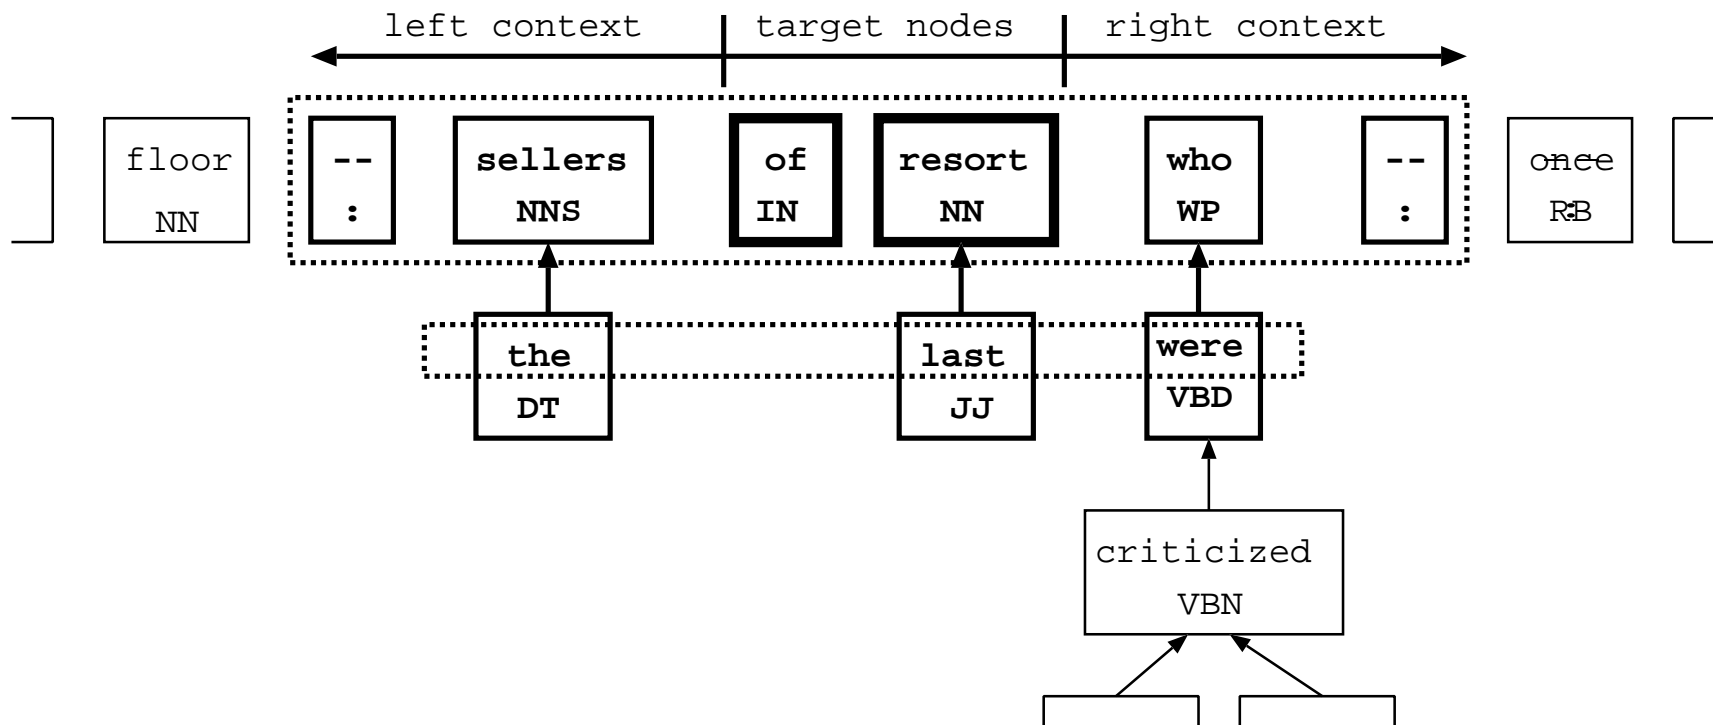 left context target nodes right context
floor -- sellers of resort who -- once
NN : NNS IN NN WP : RB
the last were
DT JJ VBD
criticized
VBN